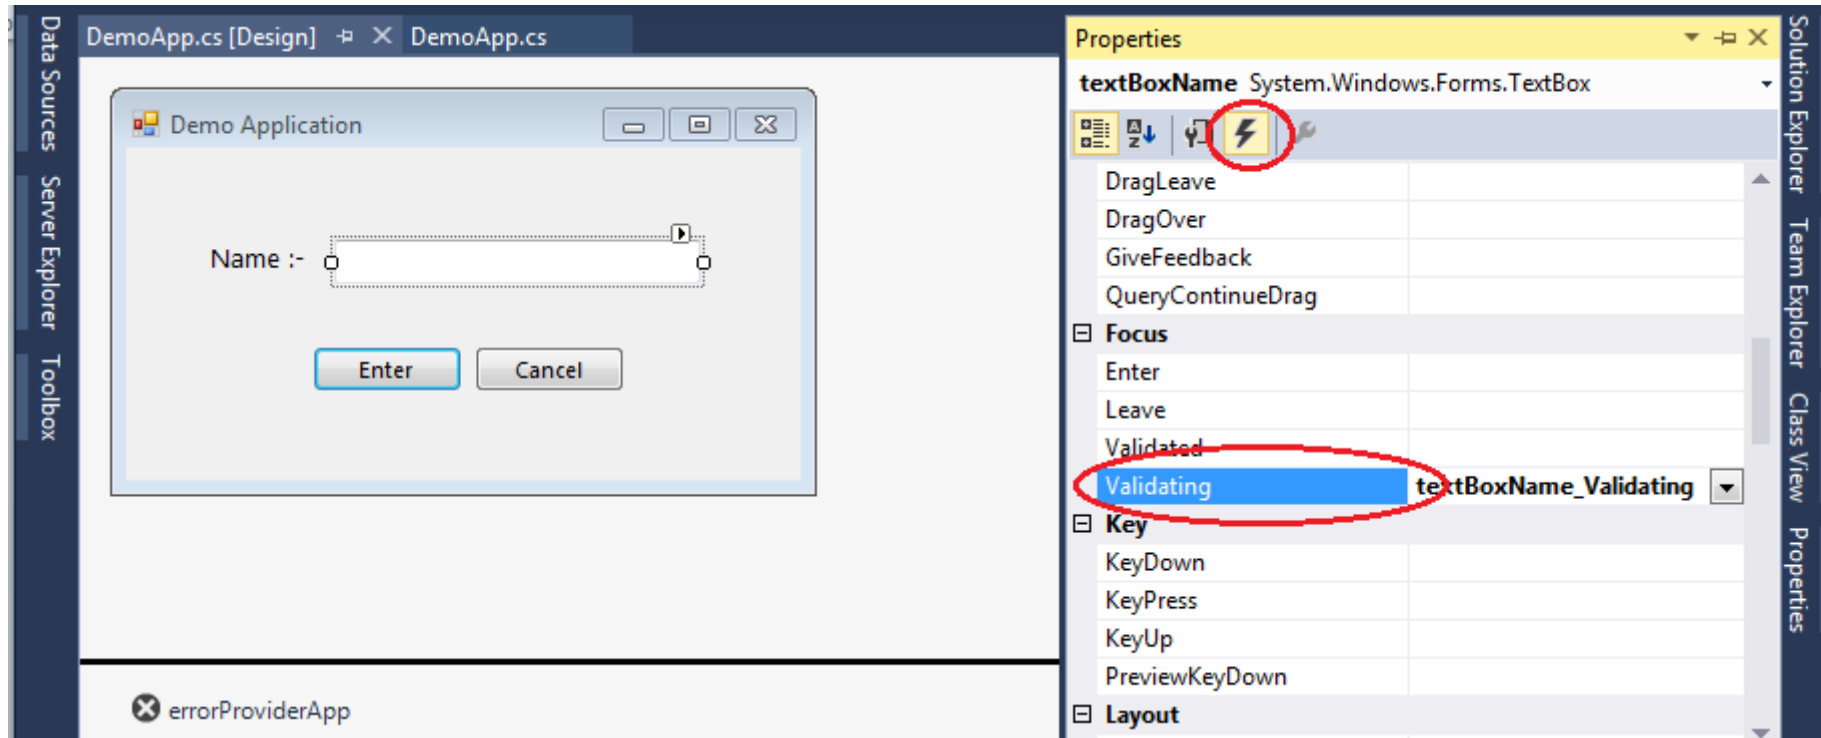 Data Sources
Server Explorer
Toolbox
DemoApp.cs [Design]
DemoApp.cs
Demo Application
Name :-
Enter
Cancel
errorProviderApp
Properties
textBoxName System.Windows.Forms.TextBox
DragLeave
DragOver
GiveFeedback
QueryContinueDrag
Focus
Enter
Leave
Validated
Validating textBoxName_Validating
Key
KeyDown
KeyPress
KeyUp
PreviewKeyDown
Layout
Solution Explorer
Team Explorer
Class View
Properties